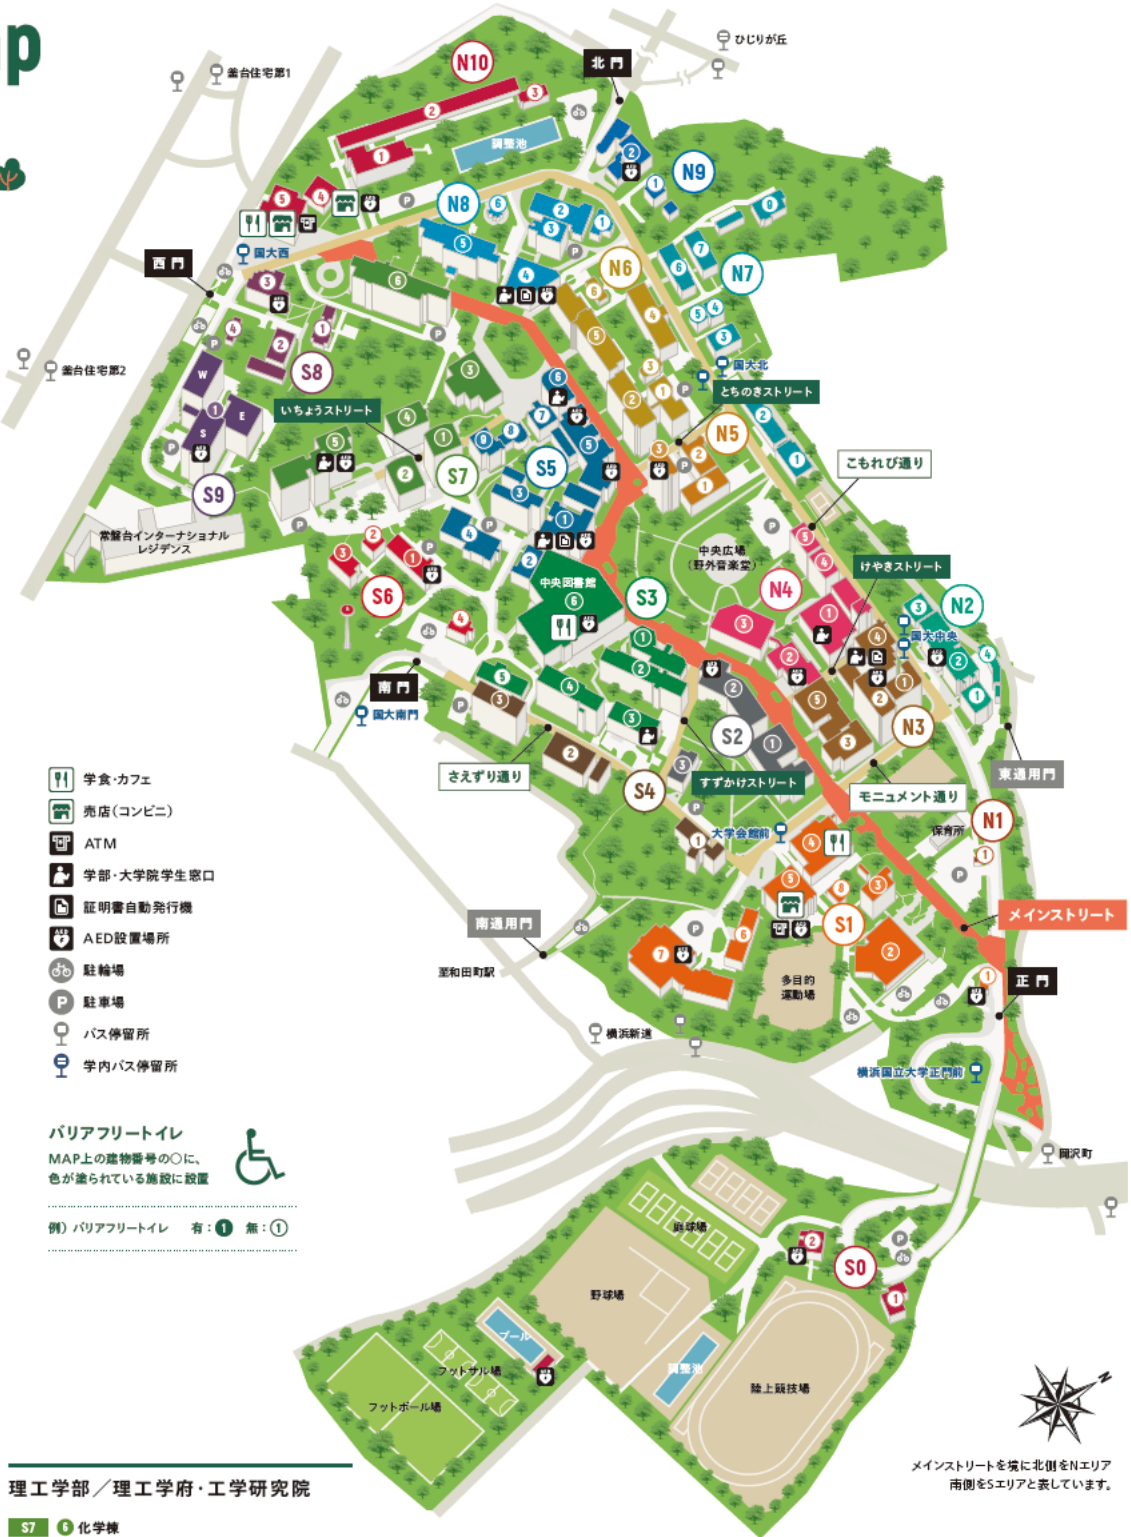 ap
ひじりが丘
釜台住宅第1
北門
N10
調整池
N9
N8
国大西
西門
N6
N7
釜台住宅第2
S8
国大北
とちのきストリート
いちょうストリート
N5
こもれび通り
S5
S7
S9
W
E
S
常盤台インターナショナル
レジデンス
中央広場
(野外音楽堂)
けやきストリート
中央図書館
N4
N2
S6
S3
国大中央
南門
国大南門
S2
N3
さえずり通り
すずかけストリート
東通用門
モニュメント通り
S4
大学会館前
保育所
N1
学食・カフェ
売店(コンビニ)
ATM
学部・大学院学生窓口
証明書自動発行機
AED設置場所
駐輪場
駐車場
バス停留所
学内バス停留所
メインストリート
南通用門
S1
至和田町駅
多目的
運動場
正門
横浜新道
横浜国立大学正門前
バリアフリートイレ
MAP上の建物番号の○に、
色が塗られている施設に設置
例)バリアフリートイレ 有:❶ 無:①
岡沢町
庭球場
S0
野球場
プール
調整池
フットサル場
フットボール場
陸上競技場
N
メインストリートを境に北側をNエリア
南側をSエリアと表しています。
理工学部/理工学府・工学研究院
S7 ❻ 化学棟